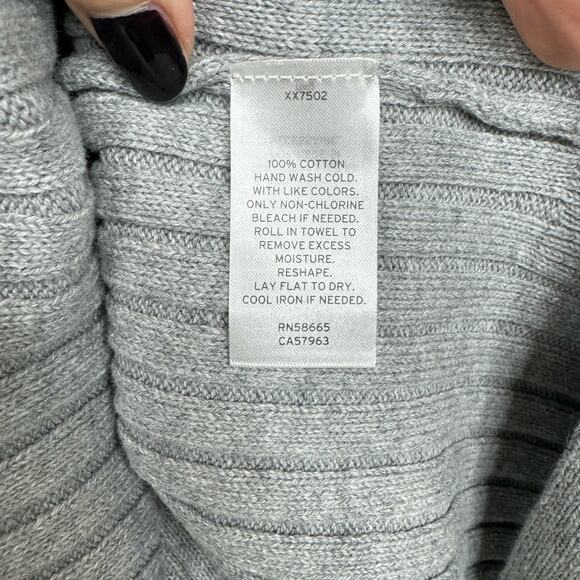 XX7502
100% COTTON
HAND WASH COLD.
WITH LIKE COLORS.
ONLY NON-CHLORINE
BLEACH IF NEEDED.
ROLL IN TOWEL TO
REMOVE EXCESS
MOISTURE.
RESHAPE.
LAY FLAT TO DRY.
COOL IRON IF NEEDED.
RN58665
CA57963